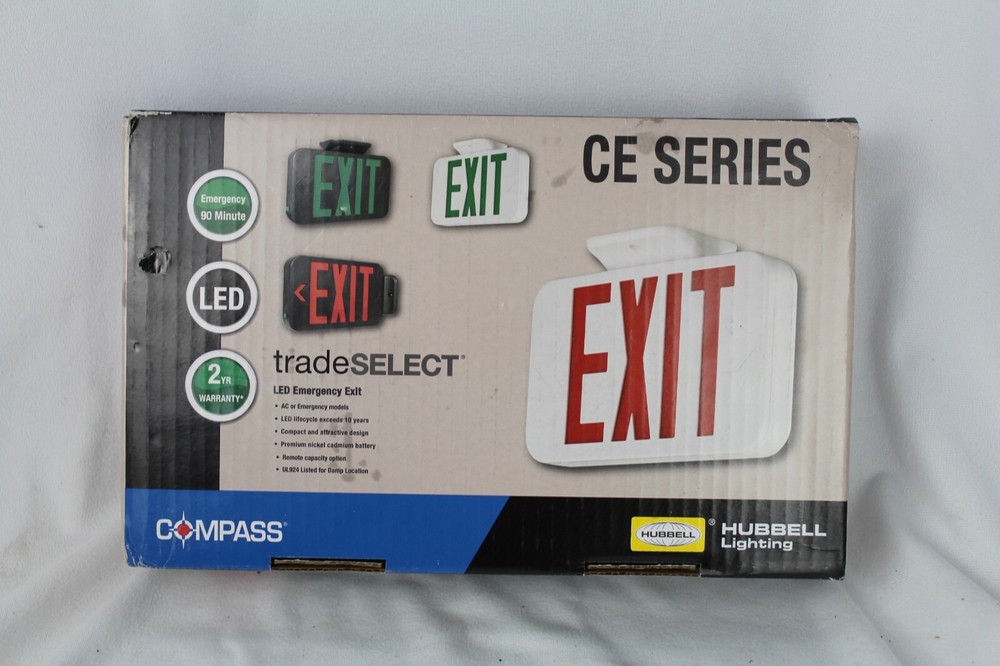 CE SERIES
EXIT
EXIT
<EXIT
EXIT
Emergency
90 Minute
LED
2 YR
WARRANTY*
tradeSELECT®
LED Emergency Exit
• AC or Emergency models
• LED lifecycle exceeds 10 years
• Compact and attractive design
• Premium nickel cadmium battery
• Remote capacity option
• UL924 Listed for Damp Location
COMPASS®
HUBBELL®
HUBBELL
Lighting